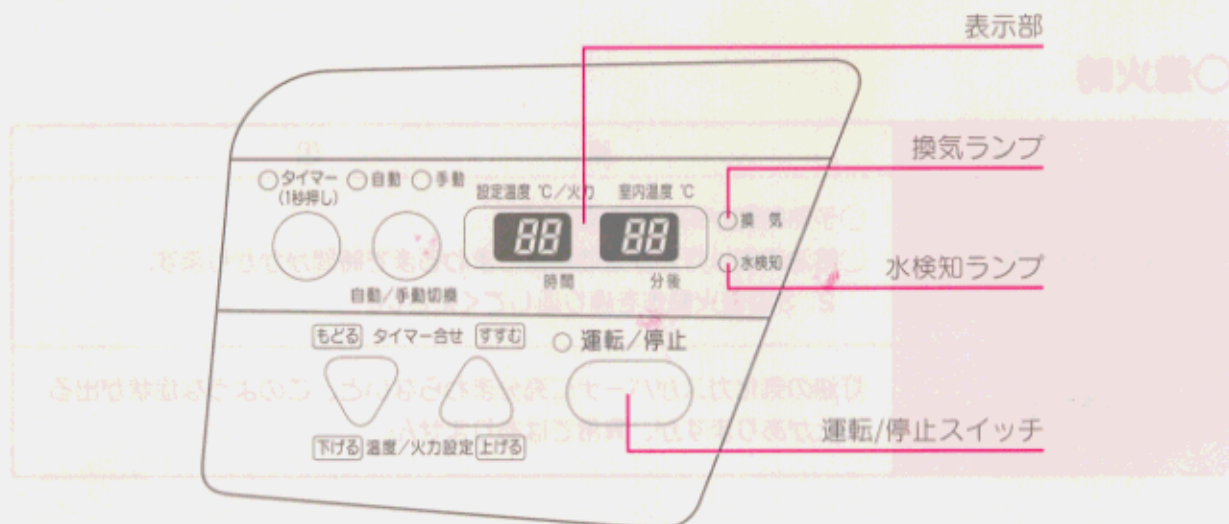 表示部
換気ランプ
水検知ランプ
運転/停止スイッチ
タイマー
(1秒押し)
自動
手動
設定温度 ℃/火力
室内温度 ℃
88
88
時間
分後
換 気
水検知
自動/手動切換
もどる タイマー合せ すすむ
運転/停止
下げる 温度/火力設定 上げる